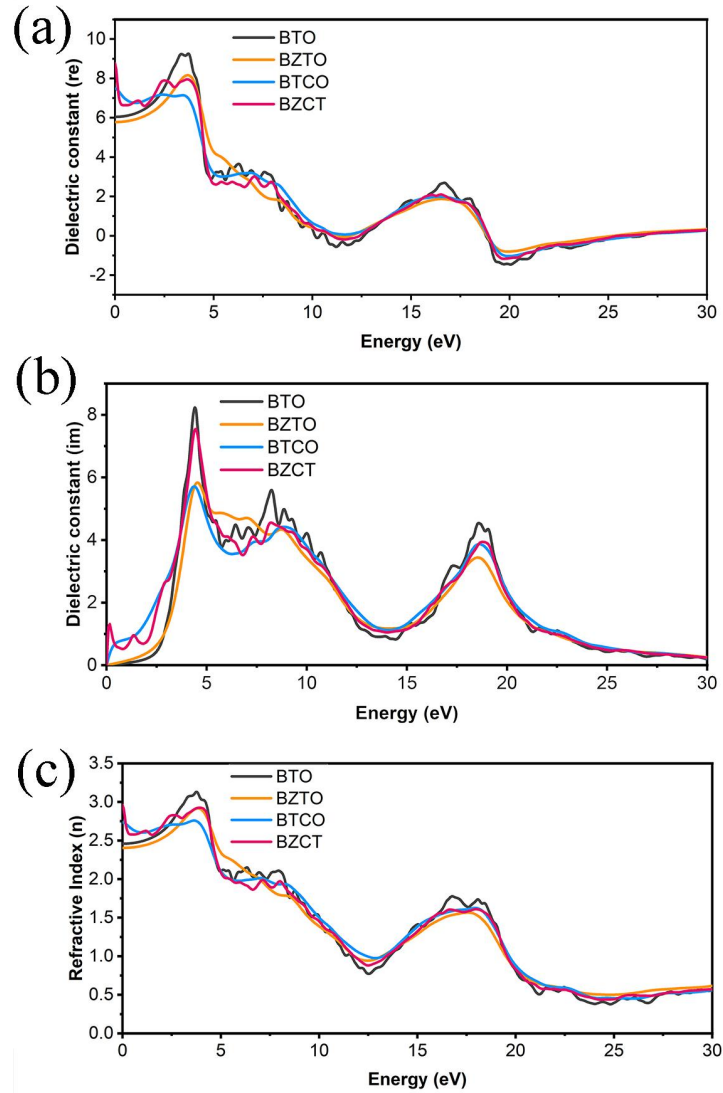 (a)
Dielectric constant (re)
10
8
6
4
2
0
-2
BTO
BZTO
BTCO
BZCT
0 5 10 15 20 25 30
Energy (eV)
(b)
Dielectric constant (im)
8
6
4
2
0
BTO
BZTO
BTCO
BZCT
0 5 10 15 20 25 30
Energy (eV)
(c)
Refractive Index (n)
3.5
3.0
2.5
2.0
1.5
1.0
0.5
0.0
BTO
BZTO
BTCO
BZCT
0 5 10 15 20 25 30
Energy (eV)